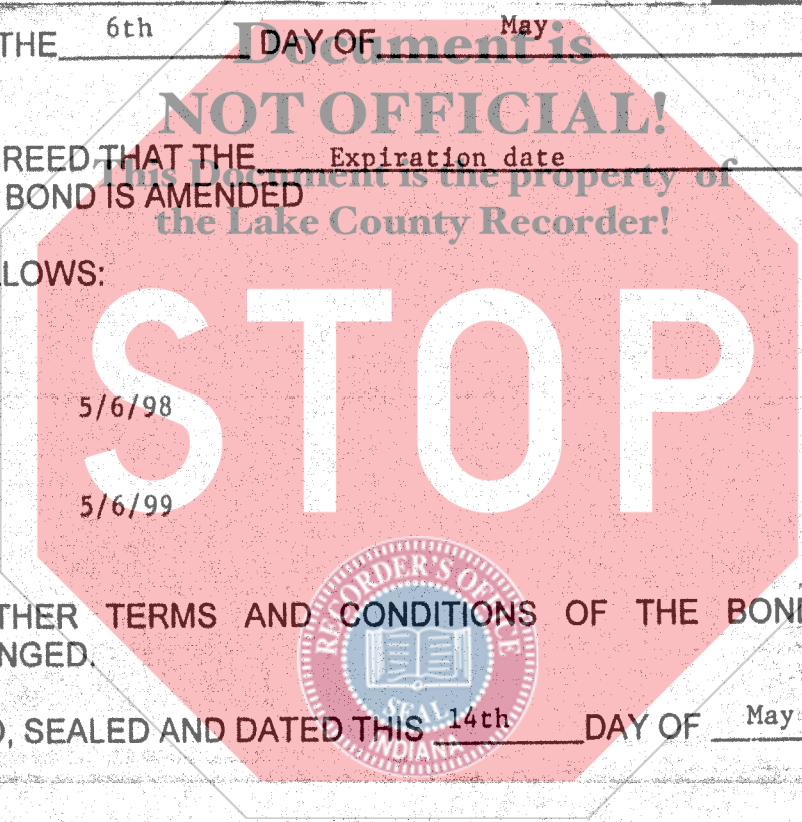 THE 6th DAY OF May
Document is
NOT OFFICIAL!
REED THAT THE Expiration date
This Document is the property of
BOND IS AMENDED
the Lake County Recorder!
LOWS:
STOP
5/6/98
5/6/99
RECORDER'S OFFICE
SEAL
INDIANA
THER TERMS AND CONDITIONS OF THE BON
NGED.
, SEALED AND DATED THIS 14th DAY OF May